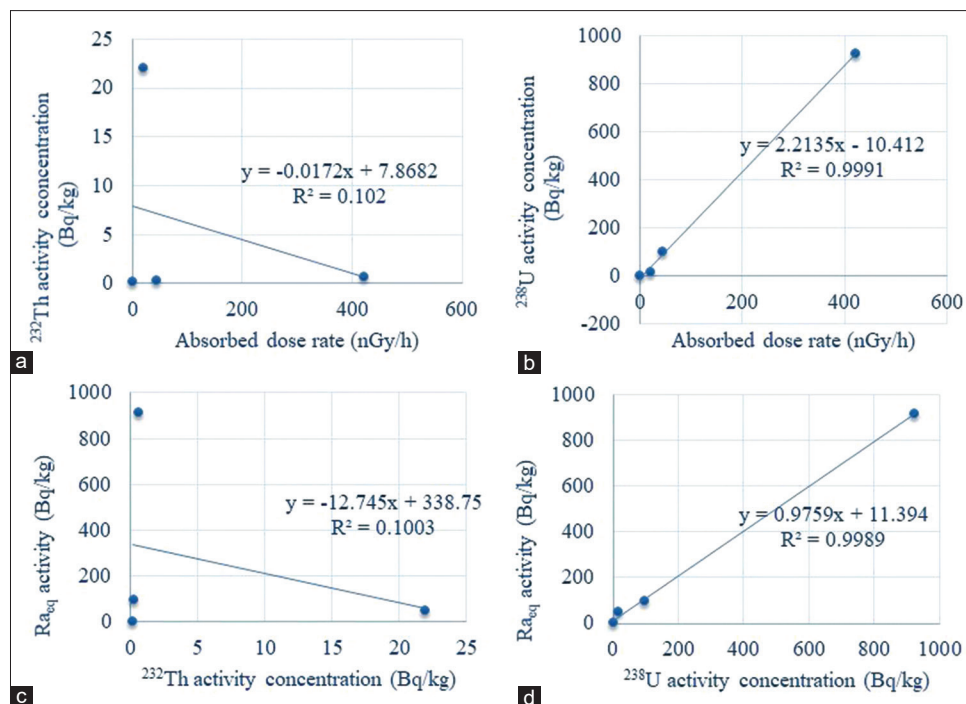 25
20
15
10
5
0
0 200 400 600
²³²Th activity cconcentration
(Bq/kg)
y = -0.0172x + 7.8682
R² = 0.102
Absorbed dose rate (nGy/h)
a
1000
800
600
400
200
0
-200
0 200 400 600
²³⁸U activity concentration
(Bq/kg)
y = 2.2135x - 10.412
R² = 0.9991
Absorbed dose rate (nGy/h)
b
1000
800
600
400
200
0
0 5 10 15 20 25
Raeq activity (Bq/kg)
y = -12.745x + 338.75
R² = 0.1003
²³²Th activity concentration (Bq/kg)
c
1000
800
600
400
200
0
0 200 400 600 800 1000
Raeq activity (Bq/kg)
y = 0.9759x + 11.394
R² = 0.9989
²³⁸U activity concentration (Bq/kg)
d